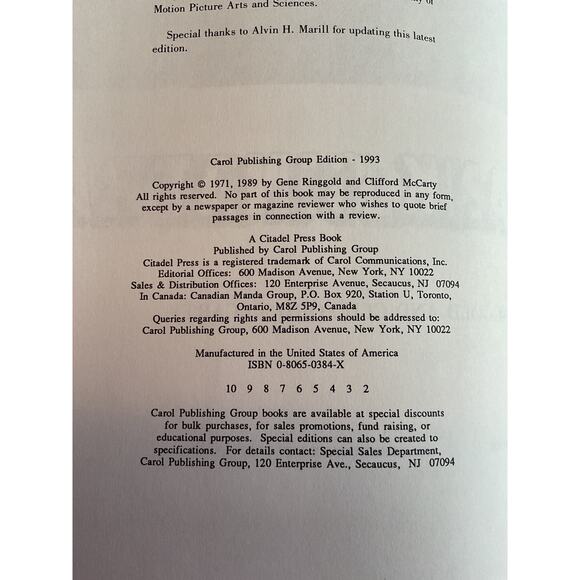 of
Motion Picture Arts and Sciences.
Special thanks to Alvin H. Marill for updating this latest
edition.
Carol Publishing Group Edition - 1993
Copyright © 1971, 1989 by Gene Ringgold and Clifford McCarty
All rights reserved. No part of this book may be reproduced in any form,
except by a newspaper or magazine reviewer who wishes to quote brief
passages in connection with a review.
A Citadel Press Book
Published by Carol Publishing Group
Citadel Press is a registered trademark of Carol Communications, Inc.
Editorial Offices: 600 Madison Avenue, New York, NY 10022
Sales & Distribution Offices: 120 Enterprise Avenue, Secaucus, NJ 07094
In Canada: Canadian Manda Group, P.O. Box 920, Station U, Toronto,
Ontario, M8Z 5P9, Canada
Queries regarding rights and permissions should be addressed to:
Carol Publishing Group, 600 Madison Avenue, New York, NY 10022
Manufactured in the United States of America
ISBN 0-8065-0384-X
10 9 8 7 6 5 4 3 2
Carol Publishing Group books are available at special discounts
for bulk purchases, for sales promotions, fund raising, or
educational purposes. Special editions can also be created to
specifications. For details contact: Special Sales Department,
Carol Publishing Group, 120 Enterprise Ave., Secaucus, NJ 07094